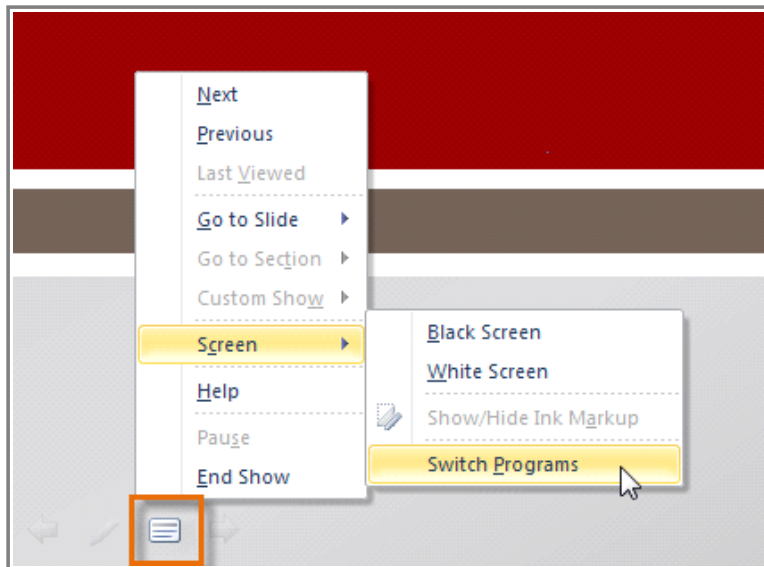 Next
Previous
Last Viewed
Go to Slide
Go to Section
Custom Show
Screen
Help
Pause
End Show
Black Screen
White Screen
Show/Hide Ink Markup
Switch Programs